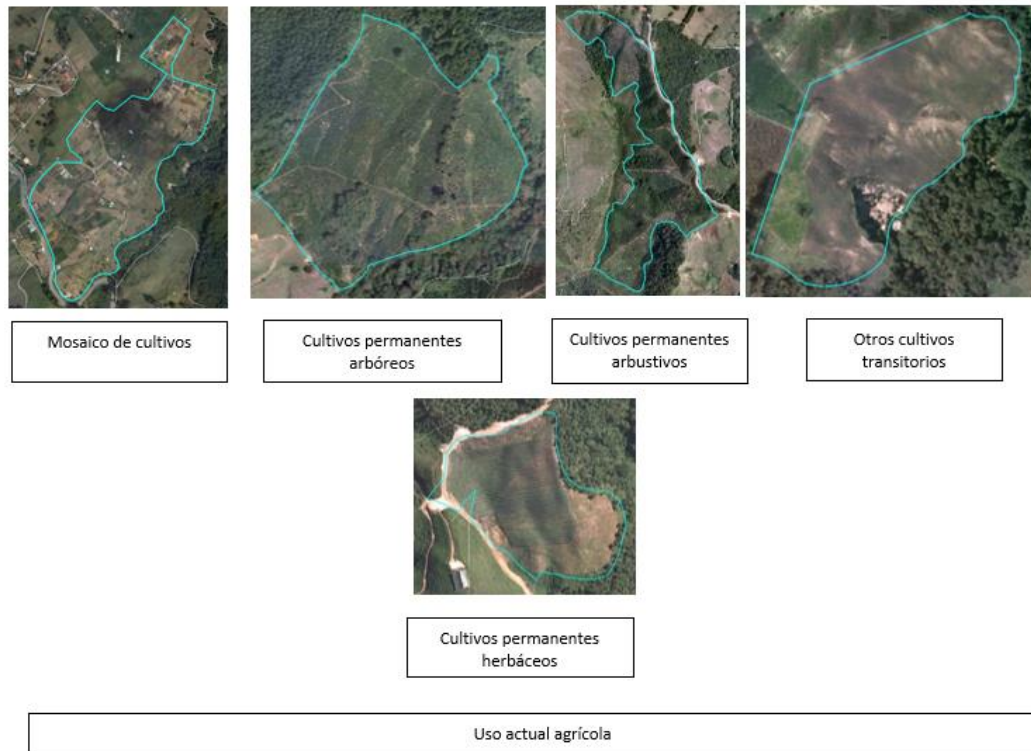 Mosaico de cultivos
Cultivos permanentes
arbóreos
Cultivos permanentes
arbustivos
Otros cultivos
transitorios
Cultivos permanentes
herbáceos
Uso actual agrícola